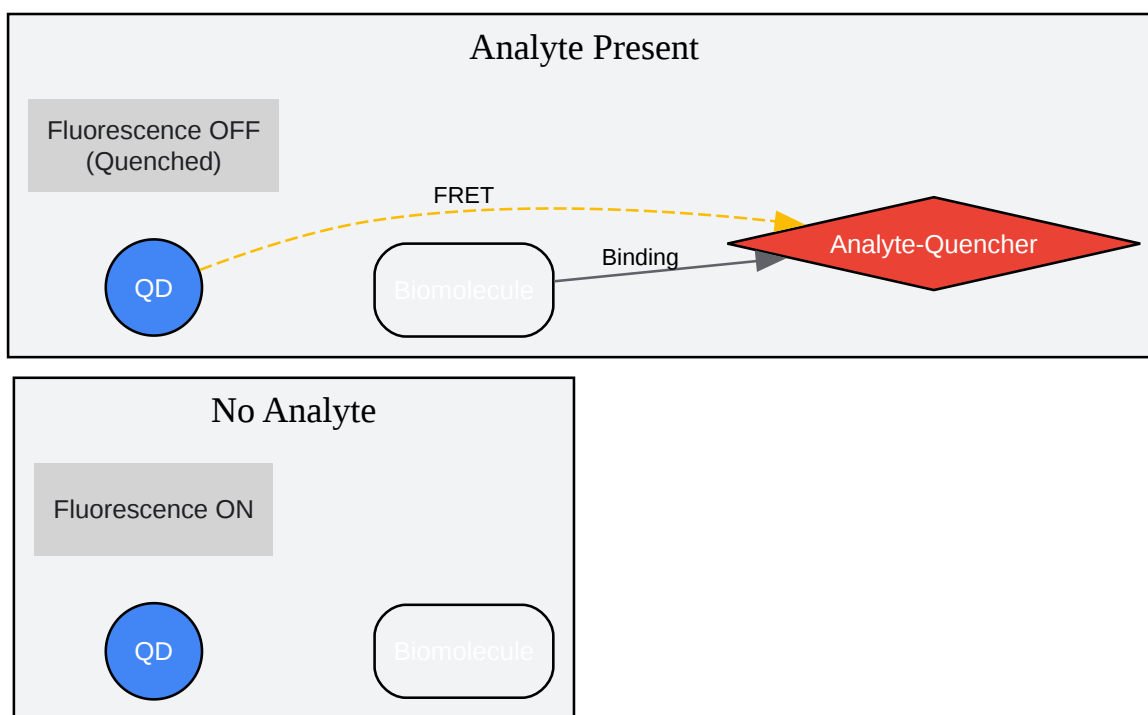 Analyte Present
Fluorescence OFF
(Quenched)
FRET
Analyte-Quencher
Binding
QD
Biomolecule
No Analyte
Fluorescence ON
QD
Biomolecule